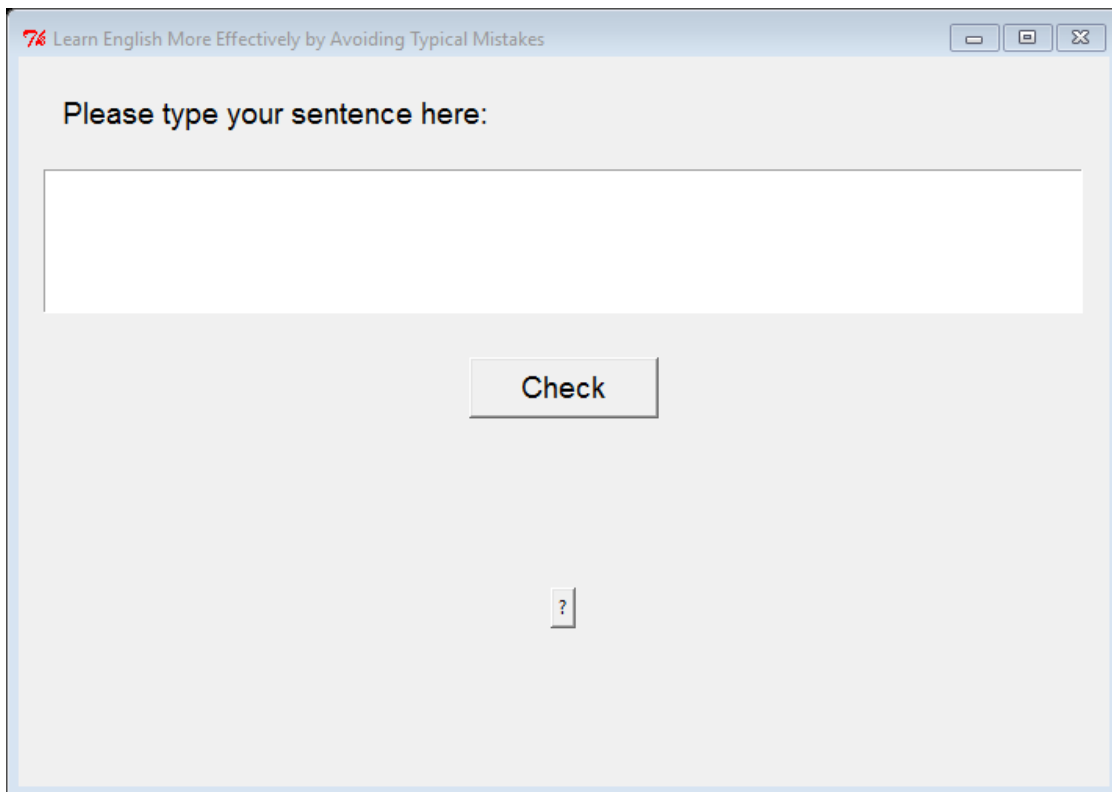 Learn English More Effectively by Avoiding Typical Mistakes
Please type your sentence here:
Check
?